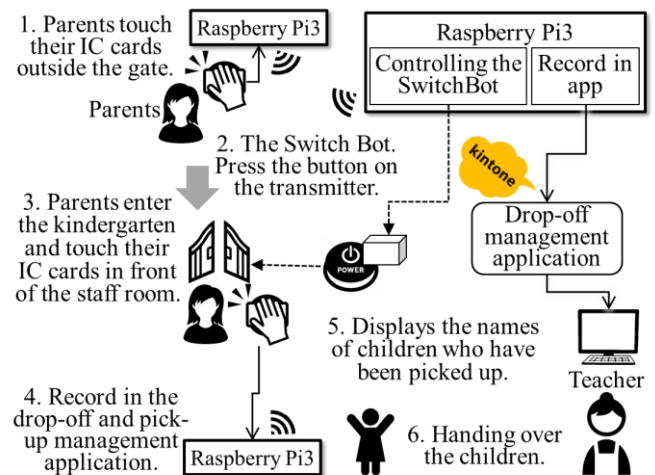 1. Parents touch
their IC cards
outside the gate.
Raspberry Pi3
Parents
Raspberry Pi3
Controlling the
SwitchBot
Record in
app
2. The Switch Bot.
Press the button on
the transmitter.
kintone
Drop-off
management
application
3. Parents enter
the kindergarten
and touch their
IC cards in front
of the staff room.
POWER
5. Displays the names
of children who have
been picked up.
Teacher
4. Record in the
drop-off and pick-
up management
application.
Raspberry Pi3
6. Handing over
the children.